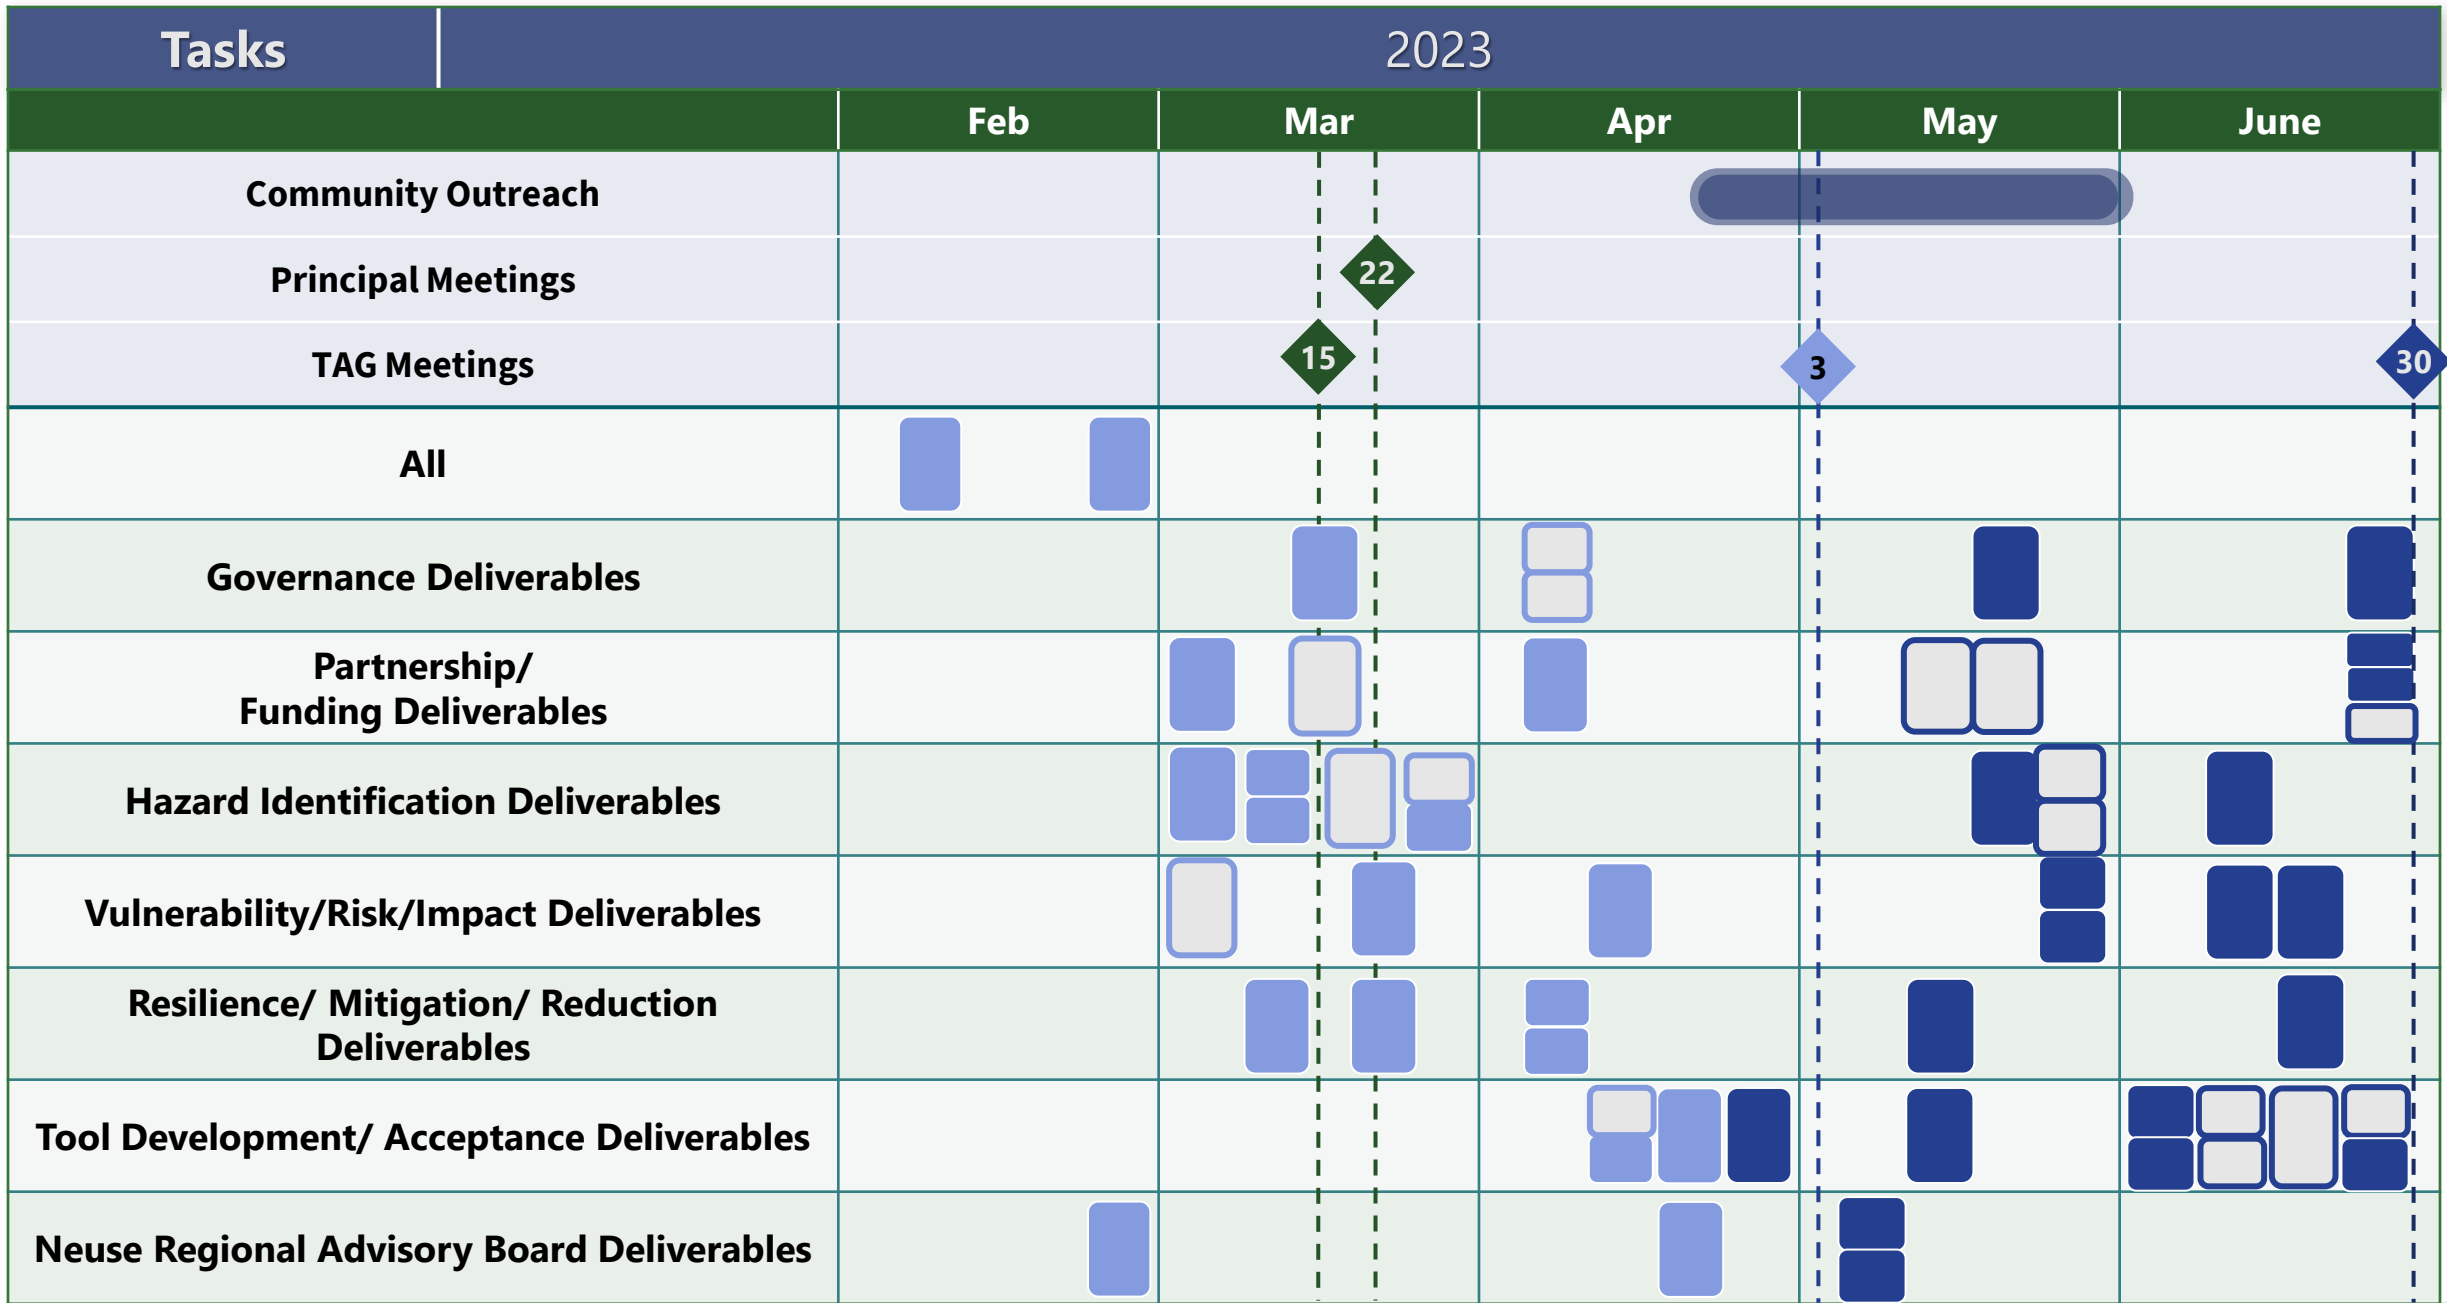 Tasks
2023
Feb
Mar
Apr
May
June
Community Outreach
Principal Meetings
22
TAG Meetings
15
3
30
All
Governance Deliverables
Partnership/
Funding Deliverables
Hazard Identification Deliverables
Vulnerability/Risk/Impact Deliverables
Resilience/ Mitigation/ Reduction
Deliverables
Tool Development/ Acceptance Deliverables
Neuse Regional Advisory Board Deliverables